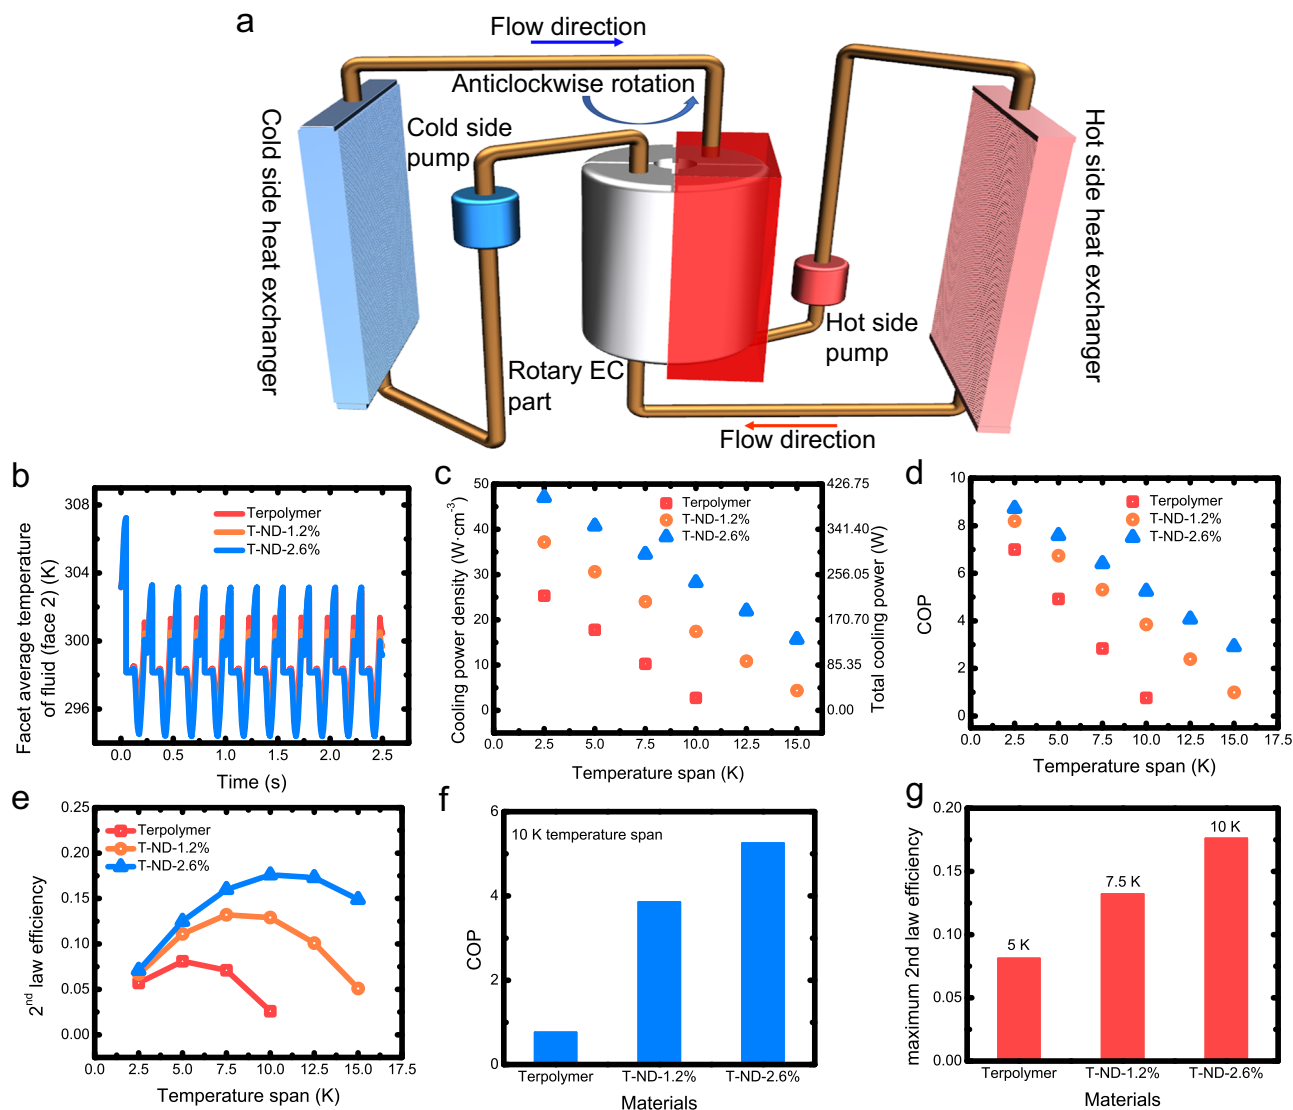 a
Flow direction
Anticlockwise rotation
Cold side heat exchanger
Cold side
pump
Hot side heat exchanger
Hot side
pump
Rotary EC
part
Flow direction
b
Facet average temperature
of fluid (face 2) (K)
308
304
300
296
Terpolymer
T-ND-1.2%
T-ND-2.6%
0.0 0.5 1.0 1.5 2.0 2.5
Time (s)
c
Cooling power density (W·cm-3)
50
40
30
20
10
0
Terpolymer
T-ND-1.2%
T-ND-2.6%
426.75
341.40
256.05
170.70
85.35
0.00
Total cooling power (W)
0.0 2.5 5.0 7.5 10.0 12.5 15.0
Temperature span (K)
d
COP
10
8
6
4
2
0
Terpolymer
T-ND-1.2%
T-ND-2.6%
0.0 2.5 5.0 7.5 10.0 12.5 15.0 17.5
Temperature span (K)
e
2nd law efficiency
0.25
0.20
0.15
0.10
0.05
0.00
Terpolymer
T-ND-1.2%
T-ND-2.6%
0.0 2.5 5.0 7.5 10.0 12.5 15.0 17.5
Temperature span (K)
f
COP
6
4
2
0
10 K temperature span
Terpolymer T-ND-1.2% T-ND-2.6%
Materials
g
maximum 2nd law efficiency
0.20
0.15
0.10
0.05
0.00
5 K
7.5 K
10 K
Terpolymer T-ND-1.2% T-ND-2.6%
Materials